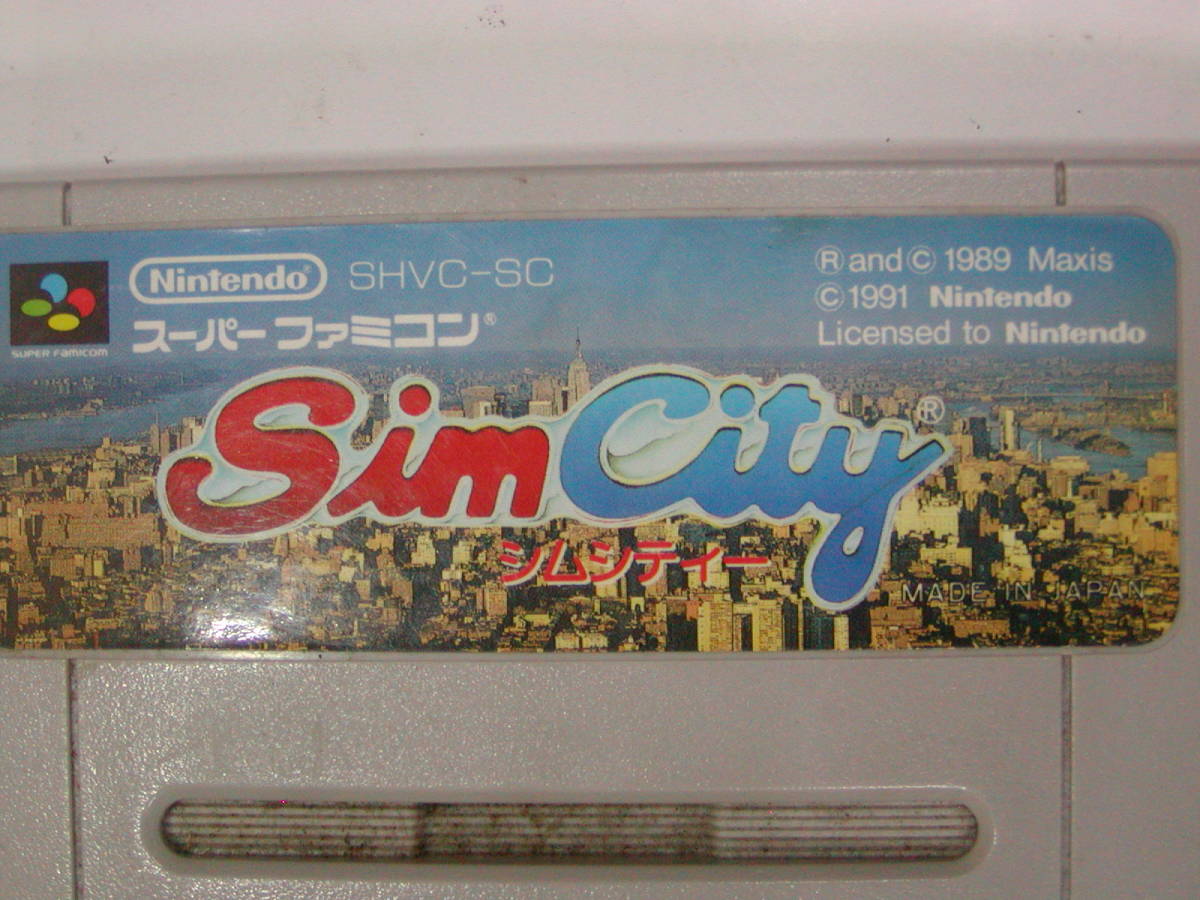 Nintendo® SHVC-SC
スーパーファミコン®
SUPER FAMICOM
® and © 1989 Maxis
© 1991 Nintendo
Licensed to Nintendo
SimCity®
シムシティー
MADE IN JAPAN